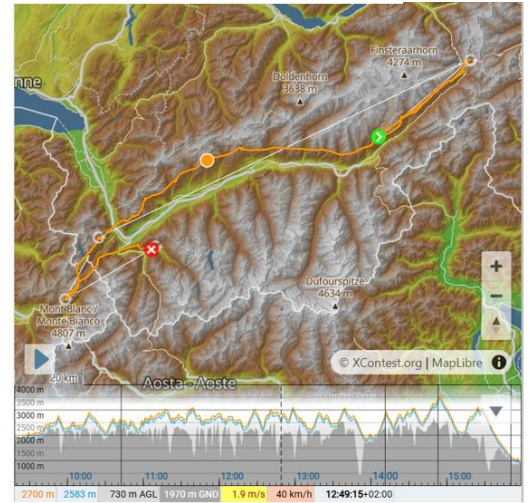 nne
Finsteraarhorn
4274 m
Doldenhorn
3638 m
Dufourspitze
4634 m
Mont Blanc /
Monte Bianco
4807 m
20 km
Aosta - Aoste
© XContest.org | MapLibre
4000 m
3500 m
3000 m
2500 m
2000 m
1500 m
1000 m
10:00
11:00
12:00
13:00
14:00
15:00
2700 m 2583 m 730 m AGL 1970 m GND 1.9 m/s 40 km/h 12:49:15+02:00